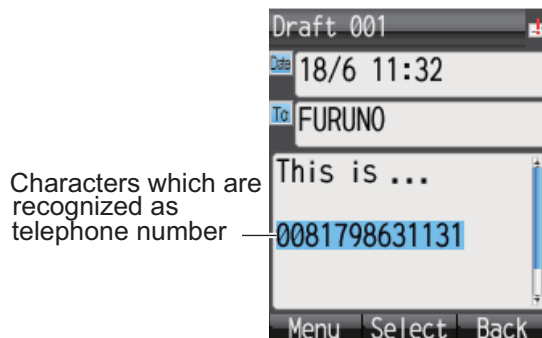 Draft 001
Date 18/6 11:32
To FURUNO
This is ...
Characters which are
recognized as
telephone number
0081798631131
Menu Select Back